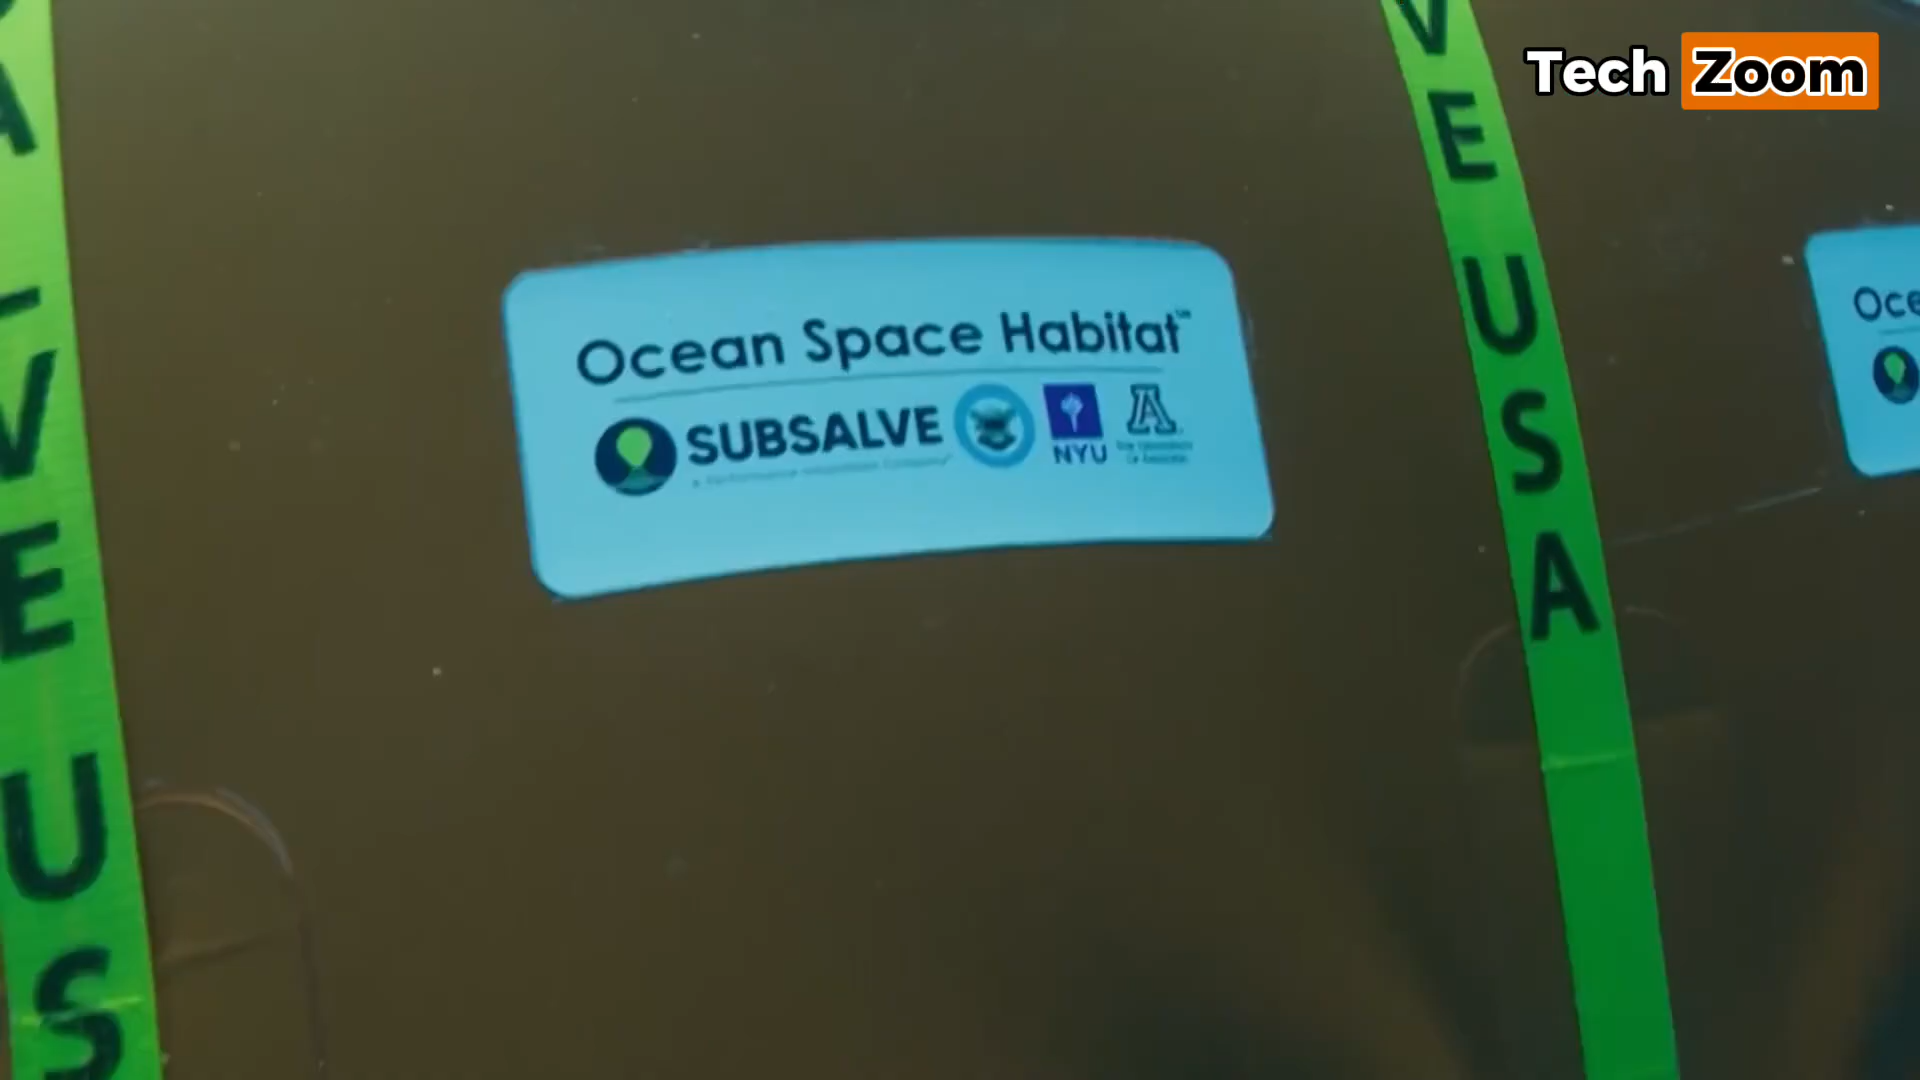 Tech Zoom
Ocean Space Habitat™
SUBSALVE
NYU
A
VE USA
A
-VE US
Oce